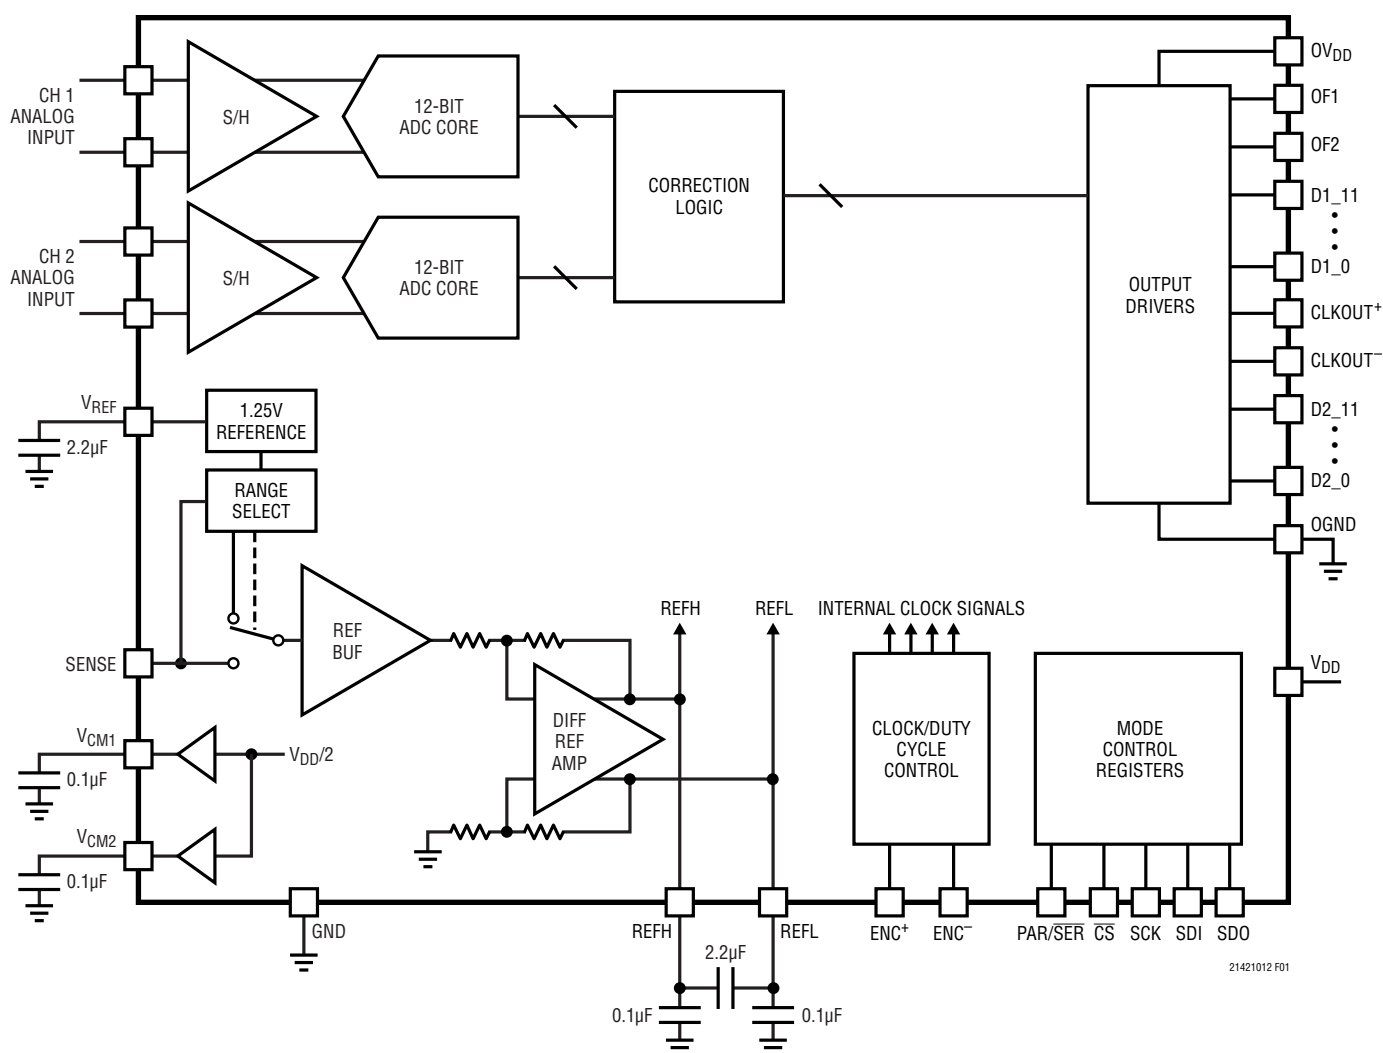 CH 1
ANALOG
INPUT
S/H
12-BIT
ADC CORE
CH 2
ANALOG
INPUT
S/H
12-BIT
ADC CORE
CORRECTION
LOGIC
OUTPUT
DRIVERS
OVDD
OF1
OF2
D1_11
D1_0
CLKOUT+
CLKOUT–
D2_11
D2_0
OGND
VDD
VREF
2.2µF
1.25V
REFERENCE
RANGE
SELECT
SENSE
REF
BUF
VCM1
0.1µF
VDD/2
VCM2
0.1µF
DIFF
REF
AMP
REFH
REFL
INTERNAL CLOCK SIGNALS
CLOCK/DUTY
CYCLE
CONTROL
MODE
CONTROL
REGISTERS
GND
REFH
REFL
2.2µF
0.1µF
0.1µF
ENC+
ENC–
PAR/S̅E̅R̅
C̅S̅
SCK
SDI
SDO
21421012 F01